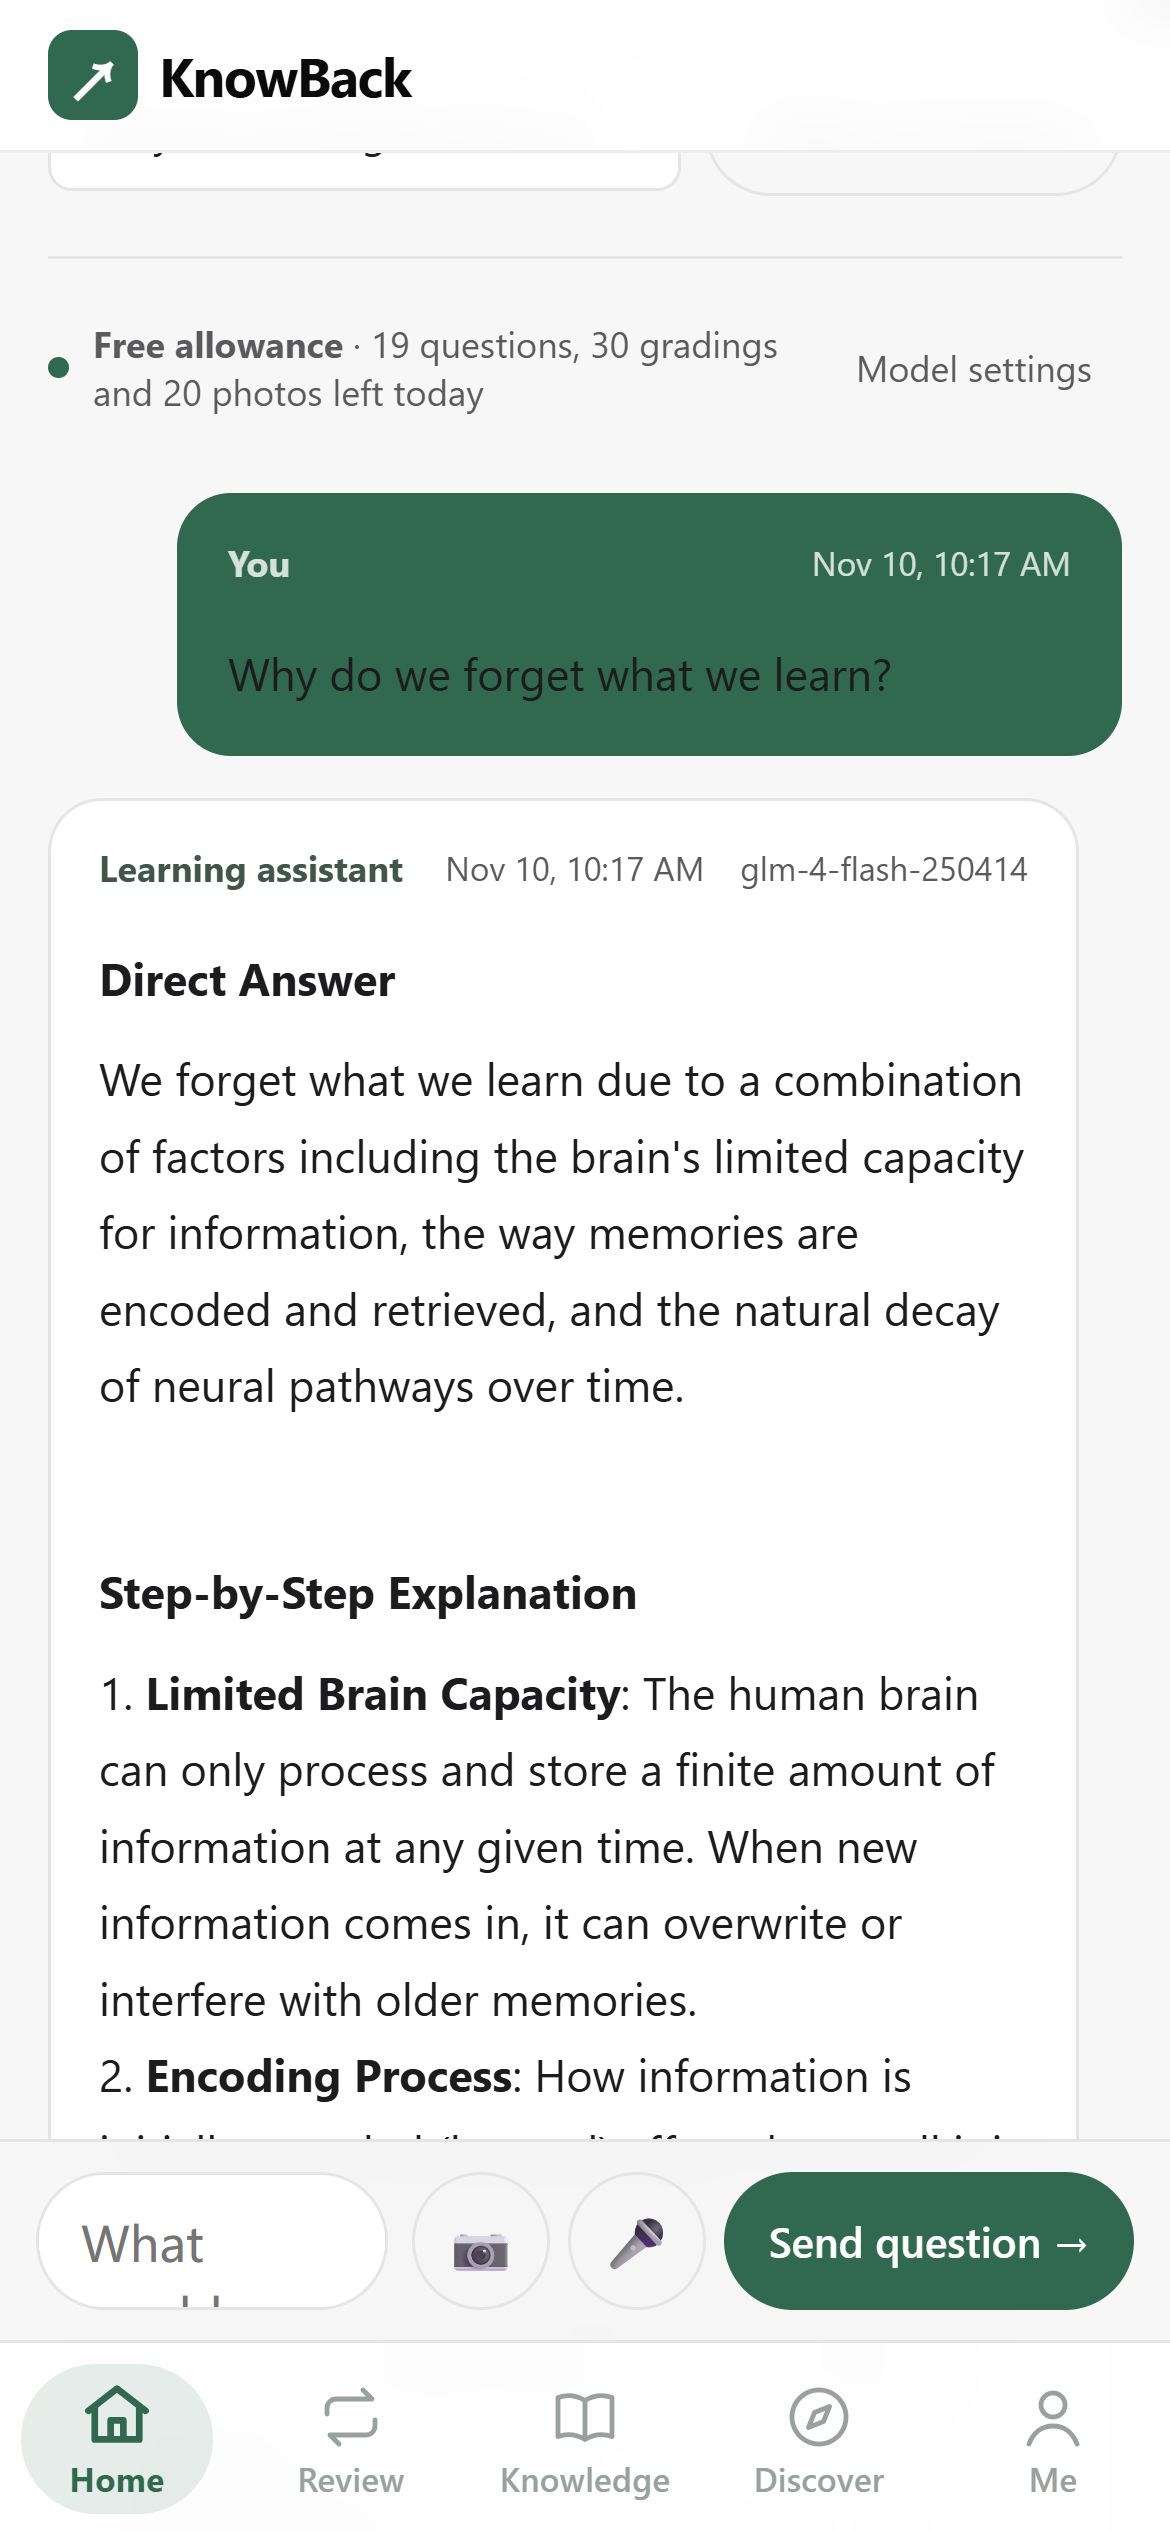 KnowBack
Free allowance · 19 questions, 30 gradings
and 20 photos left today
Model settings
You
Nov 10, 10:17 AM
Why do we forget what we learn?
Learning assistant
Nov 10, 10:17 AM
glm-4-flash-250414
Direct Answer
We forget what we learn due to a combination
of factors including the brain's limited capacity
for information, the way memories are
encoded and retrieved, and the natural decay
of neural pathways over time.
Step-by-Step Explanation
1. Limited Brain Capacity: The human brain
can only process and store a finite amount of
information at any given time. When new
information comes in, it can overwrite or
interfere with older memories.
2. Encoding Process: How information is
What
Send question →
Home
Review
Knowledge
Discover
Me